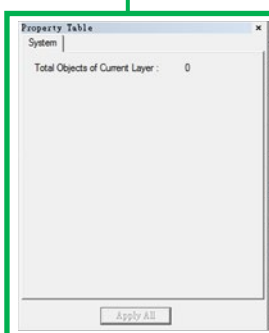 Property Table ×
System
Total Objects of Current Layer : 0
Apply All